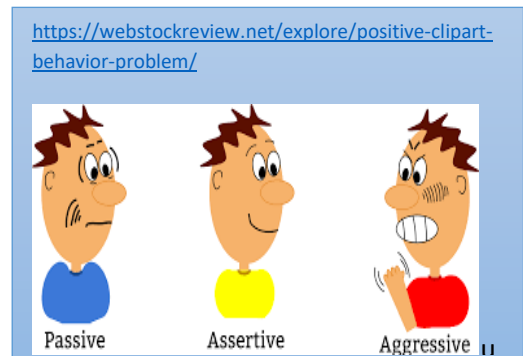 https://webstockreview.net/explore/positive-clipart-
behavior-problem/
Passive Assertive Aggressive